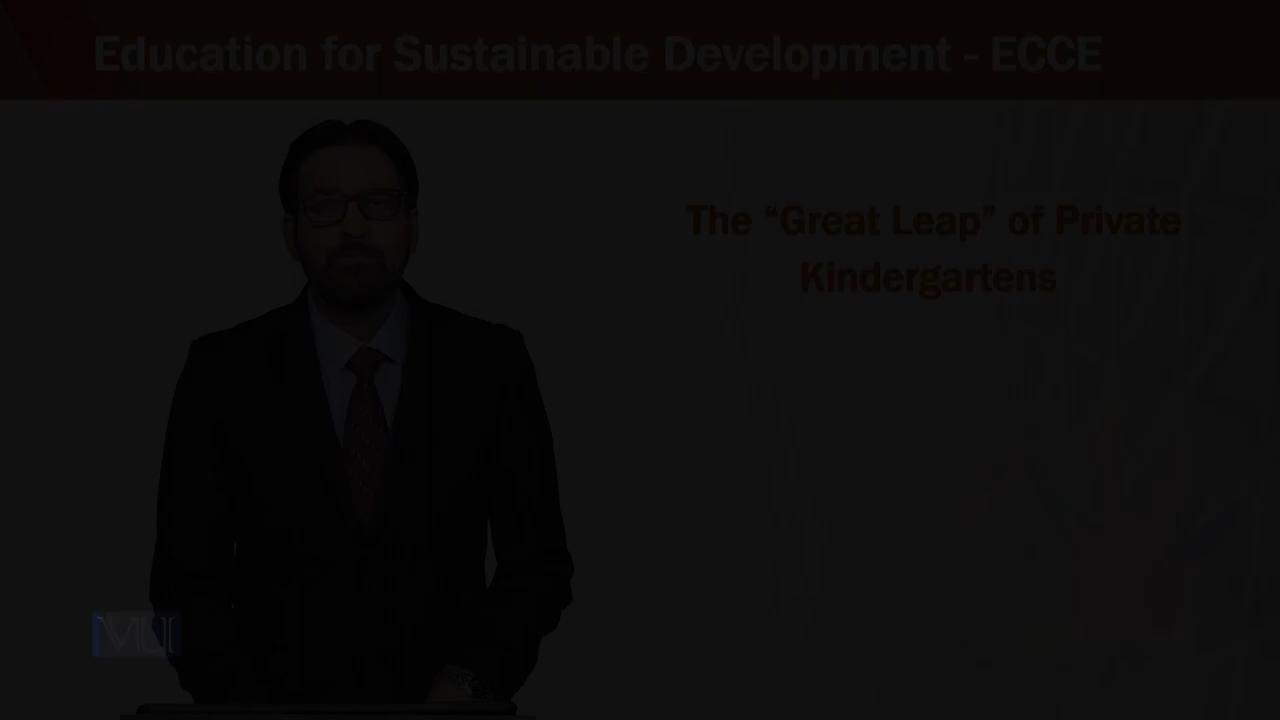 Education for Sustainable Development - ECCE
The “Great Leap” of Private
Kindergartens